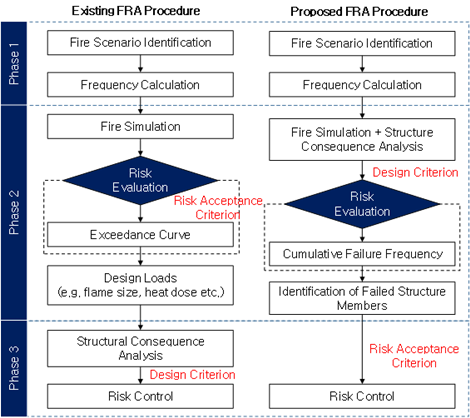 Existing FRA Procedure
Proposed FRA Procedure
Phase 1
Fire Scenario Identification
Frequency Calculation
Fire Scenario Identification
Frequency Calculation
Phase 2
Fire Simulation
Risk
Evaluation
Risk Acceptance
Criterion
Exceedance Curve
Design Loads
(e.g. flame size, heat dose etc.)
Fire Simulation + Structure
Consequence Analysis
Design Criterion
Risk
Evaluation
Cumulative Failure Frequency
Identification of Failed Structure
Members
Phase 3
Structural Consequence
Analysis
Design Criterion
Risk Control
Risk Acceptance
Criterion
Risk Control